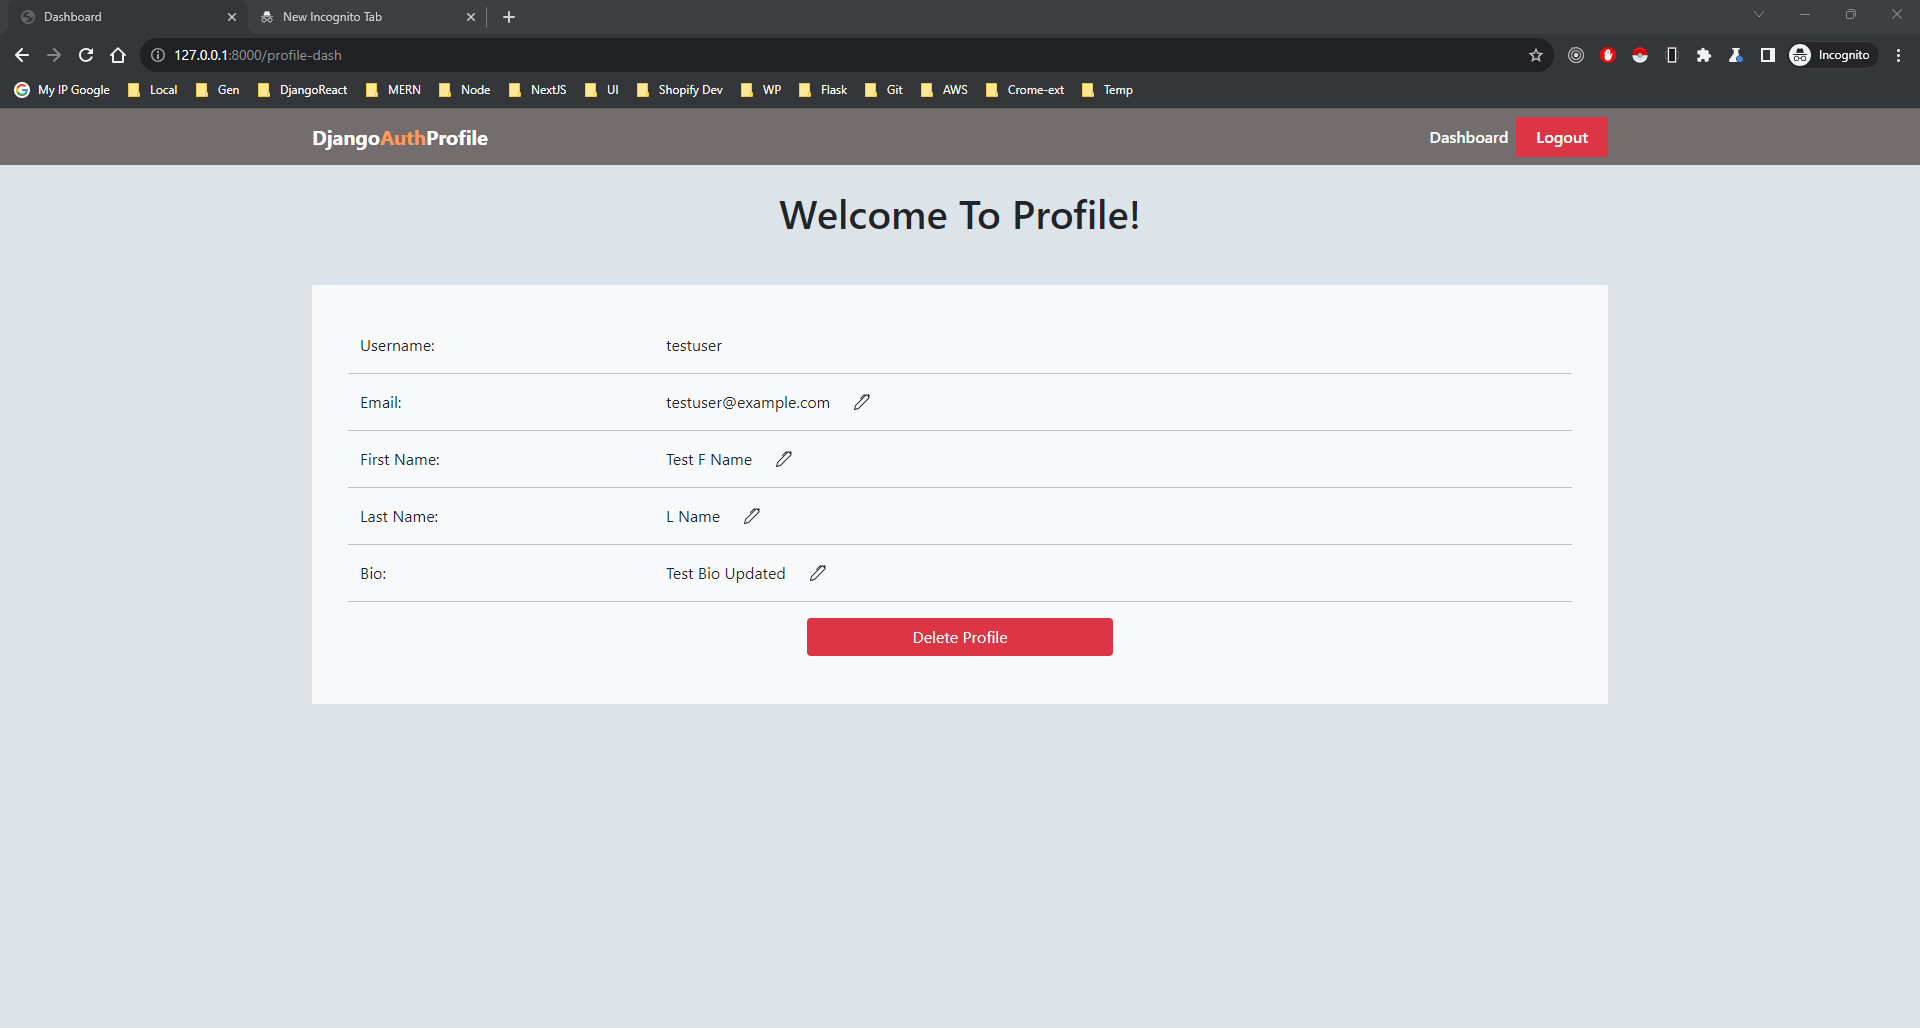 Dashboard
New Incognito Tab
127.0.0.1:8000/profile-dash
Incognito
My IP Google
Local
Gen
DjangoReact
MERN
Node
NextJS
UI
Shopify Dev
WP
Flask
Git
AWS
Crome-ext
Temp
DjangoAuthProfile
Dashboard
Logout
Welcome To Profile!
Username: testuser
Email: testuser@example.com
First Name: Test F Name
Last Name: L Name
Bio: Test Bio Updated
Delete Profile